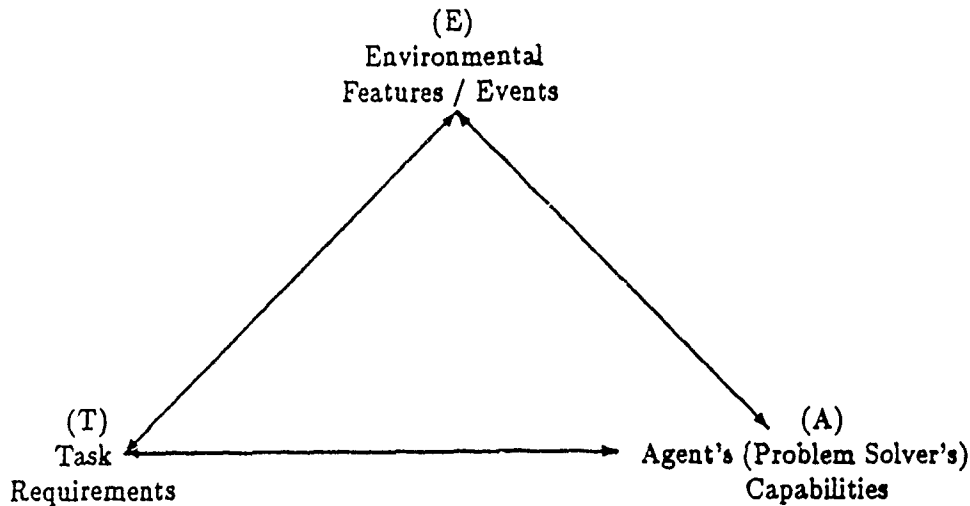 (E)
Environmental
Features / Events
(T)
Task
Requirements
(A)
Agent's (Problem Solver's)
Capabilities